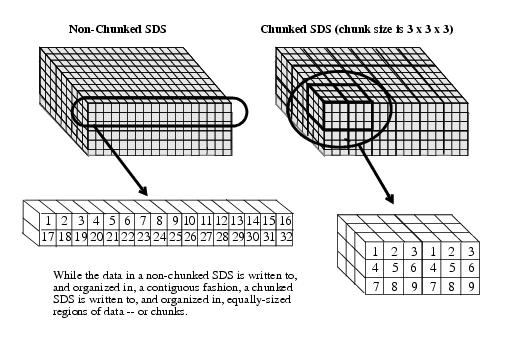 Non-Chunked SDS
Chunked SDS (chunk size is 3 x 3 x 3)
1 2 3 4 5 6 7 8 9 10 11 12 13 14 15 16
17 18 19 20 21 22 23 24 25 26 27 28 29 30 31 32
1 2 3 1 2 3
4 5 6 4 5 6
7 8 9 7 8 9
While the data in a non-chunked SDS is written to,
and organized in, a contiguous fashion, a chunked
SDS is written to, and organized in, equally-sized
regions of data -- or chunks.